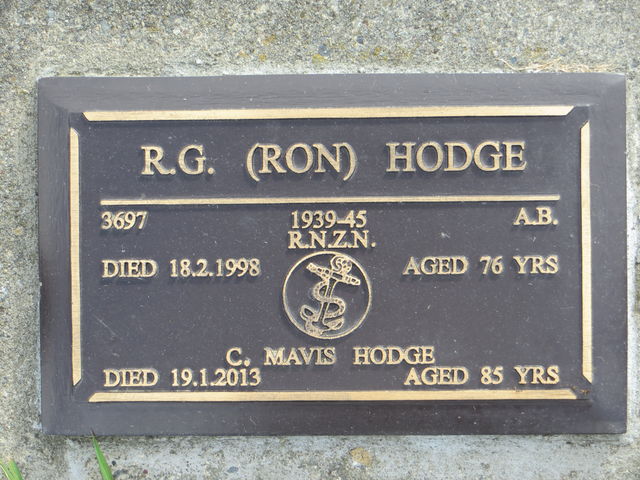 R.G. (RON) HODGE
3697 1939-45 A.B.
R.N.Z.N.
DIED 18.2.1998 AGED 76 YRS
C. MAVIS HODGE
DIED 19.1.2013 AGED 85 YRS